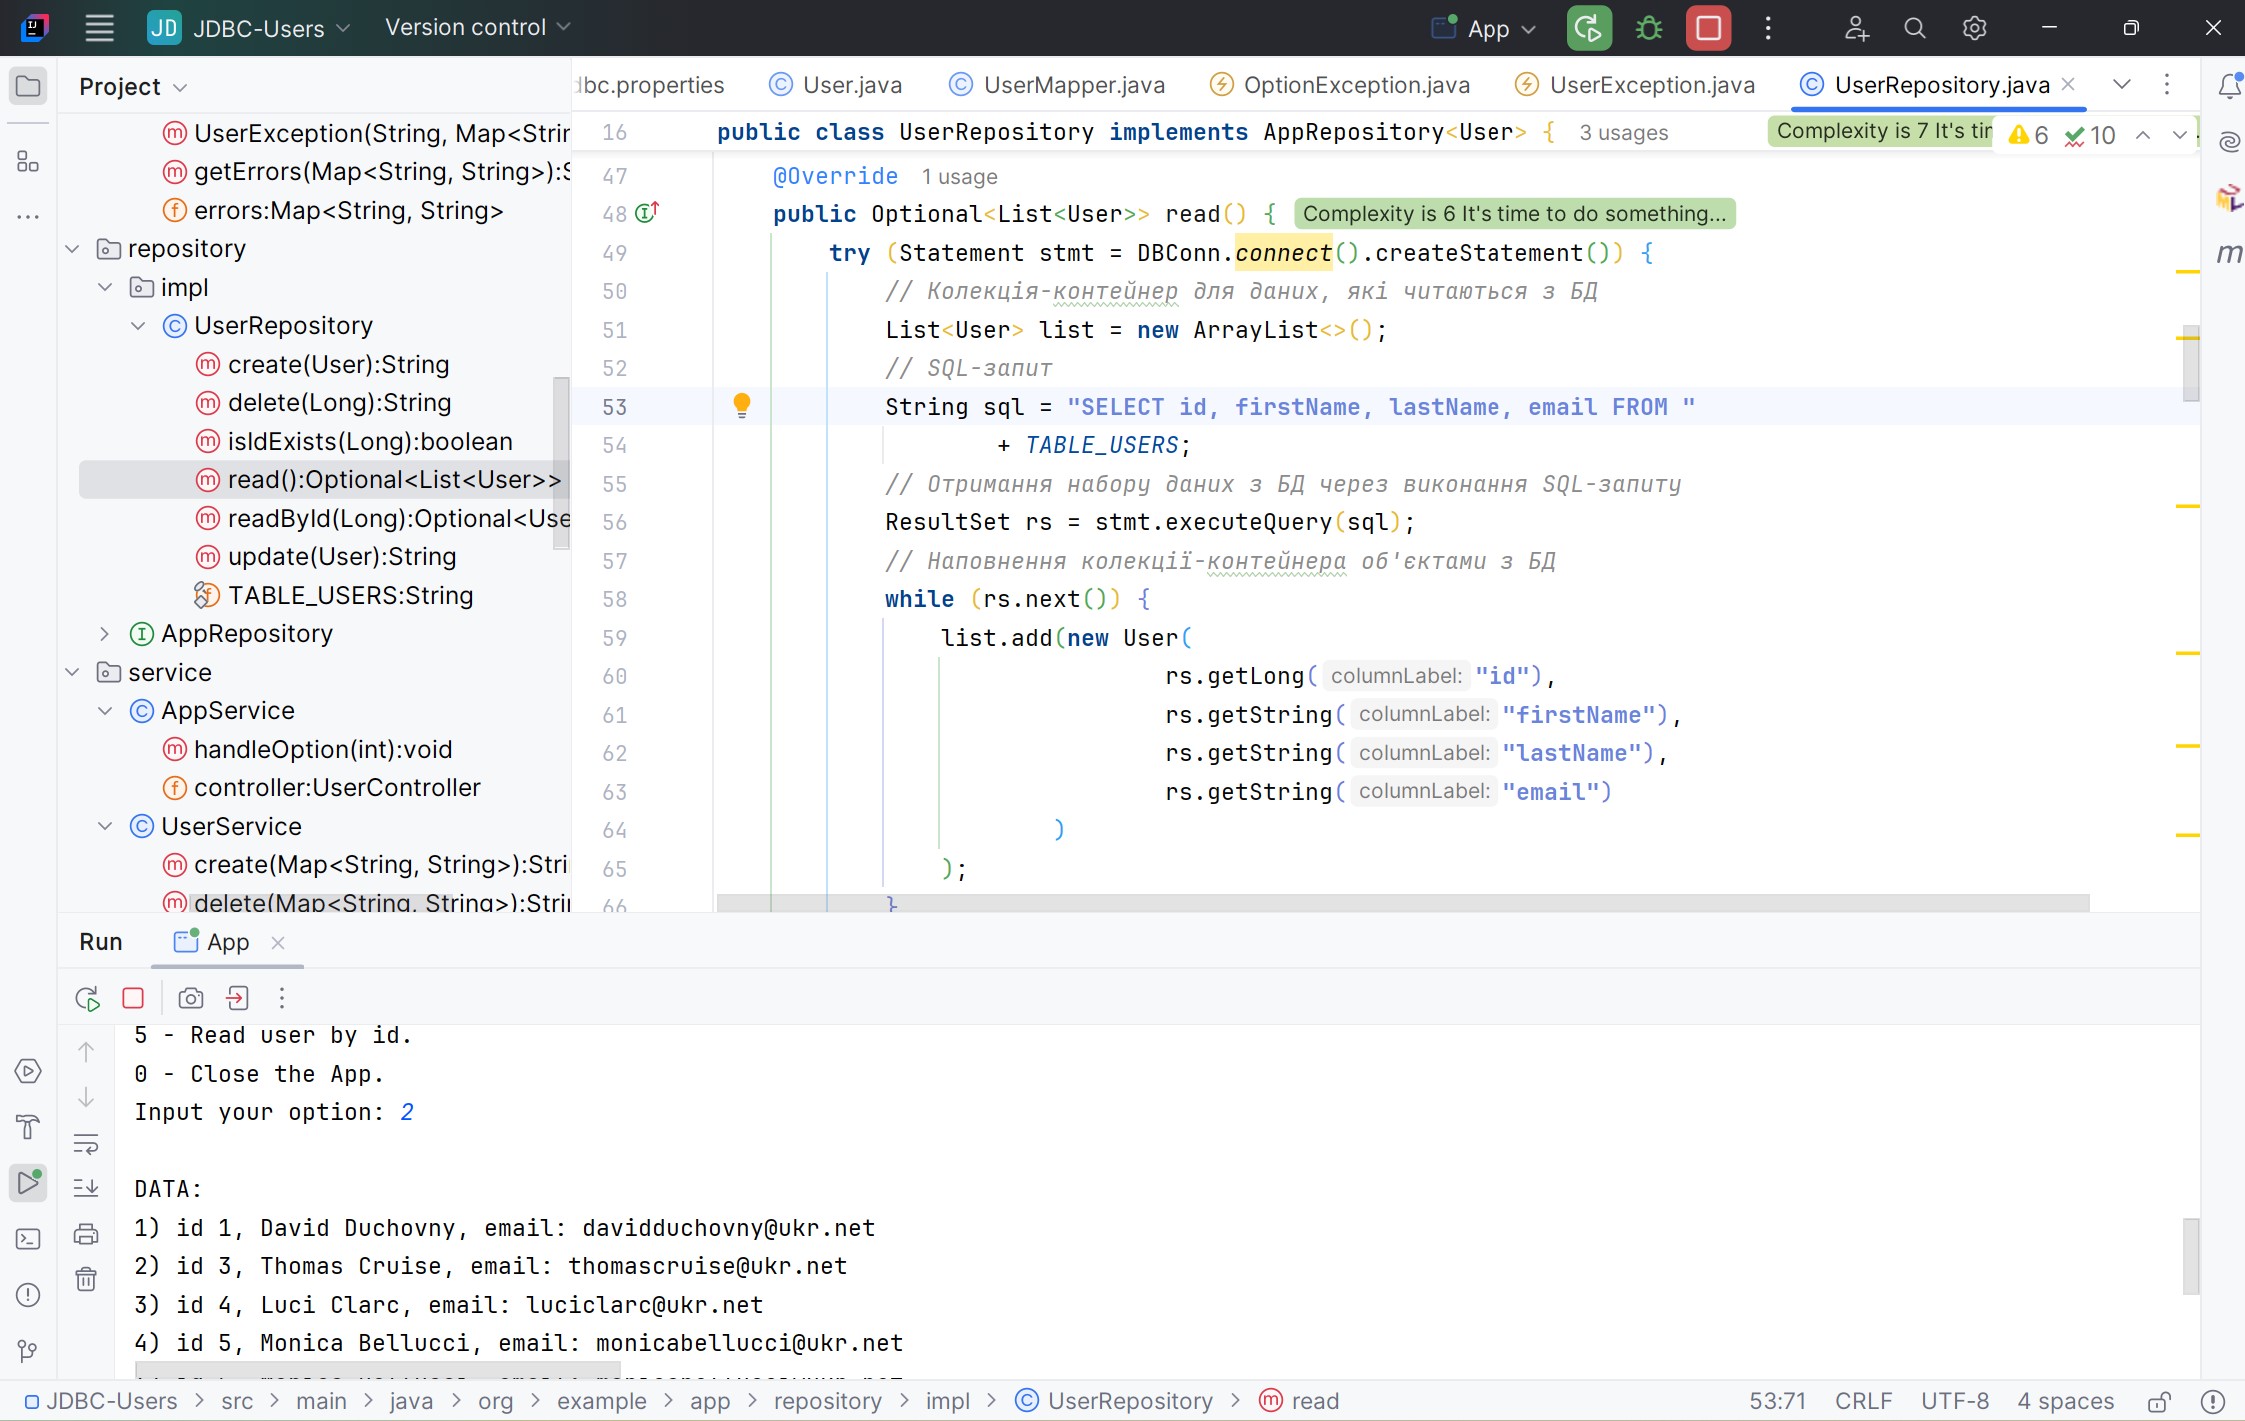 JD JDBC-Users Version control App
Project
dbc.properties User.java UserMapper.java OptionException.java UserException.java UserRepository.java
UserException(String, Map<Strin
getErrors(Map<String, String>):S
errors:Map<String, String>
repository
impl
UserRepository
create(User):String
delete(Long):String
isIdExists(Long):boolean
read():Optional<List<User>>
readById(Long):Optional<Use
update(User):String
TABLE_USERS:String
AppRepository
service
AppService
handleOption(int):void
controller:UserController
UserService
create(Map<String, String>):Stri
delete(Map<String, String>):Strin
16 public class UserRepository implements AppRepository<User> { 3 usages Complexity is 7 It's tim 6 10
47 @Override 1 usage
48 public Optional<List<User>> read() { Complexity is 6 It's time to do something...
49 try (Statement stmt = DBConn.connect().createStatement()) {
50 // Колекція-контейнер для даних, які читаються з БД
51 List<User> list = new ArrayList<>();
52 // SQL-запит
53 String sql = "SELECT id, firstName, lastName, email FROM "
54 + TABLE_USERS;
55 // Отримання набору даних з БД через виконання SQL-запиту
56 ResultSet rs = stmt.executeQuery(sql);
57 // Наповнення колекції-контейнера об'єктами з БД
58 while (rs.next()) {
59 list.add(new User(
60 rs.getLong( columnLabel: "id"),
61 rs.getString( columnLabel: "firstName"),
62 rs.getString( columnLabel: "lastName"),
63 rs.getString( columnLabel: "email")
64 )
65 );
66 }
Run App
5 - Read user by id.
0 - Close the App.
Input your option: 2
DATA:
1) id 1, David Duchovny, email: davidduchovny@ukr.net
2) id 3, Thomas Cruise, email: thomascruise@ukr.net
3) id 4, Luci Clarc, email: luciclarc@ukr.net
4) id 5, Monica Bellucci, email: monicabellucci@ukr.net
JDBC-Users > src > main > java > org > example > app > repository > impl > UserRepository > read 53:71 CRLF UTF-8 4 spaces